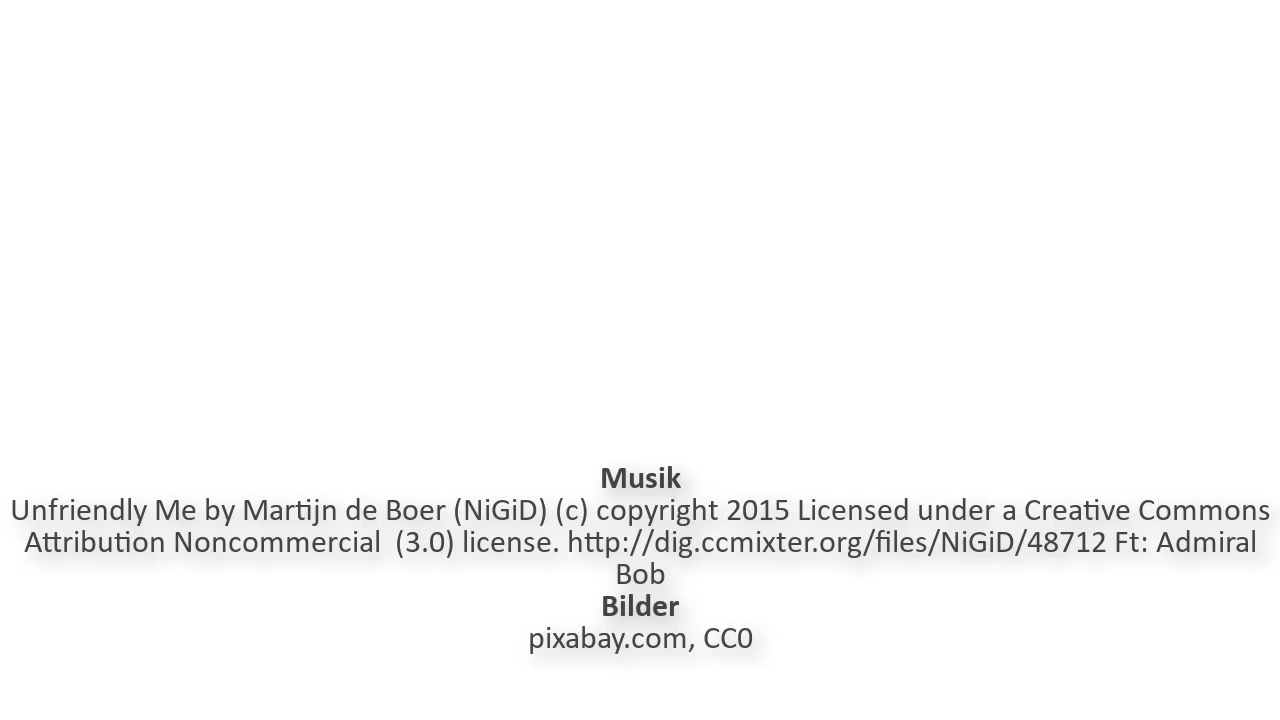 Musik
Unfriendly Me by Martijn de Boer (NiGiD) (c) copyright 2015 Licensed under a Creative Commons
Attribution Noncommercial  (3.0) license. http://dig.ccmixter.org/files/NiGiD/48712 Ft: Admiral
Bob
Bilder
pixabay.com, CC0